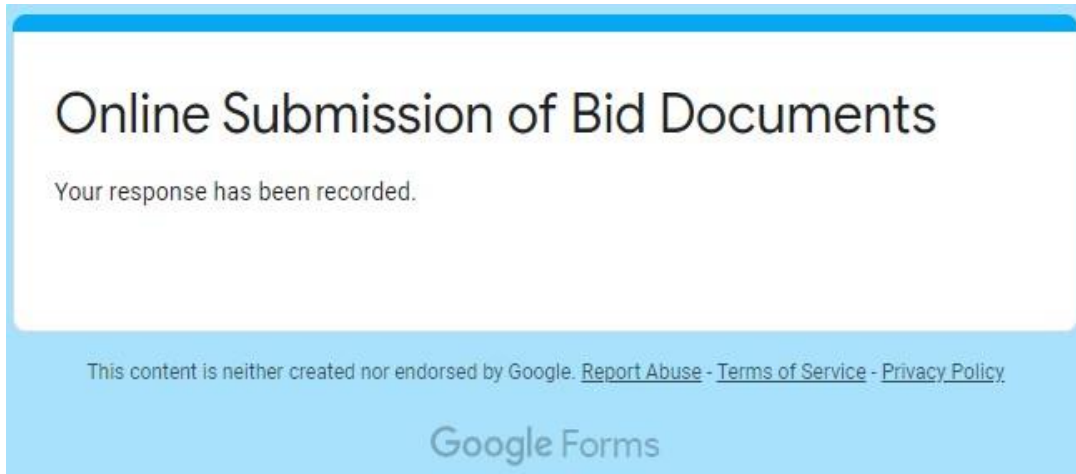 Online Submission of Bid Documents
Your response has been recorded.
This content is neither created nor endorsed by Google. Report Abuse - Terms of Service - Privacy Policy
Google Forms